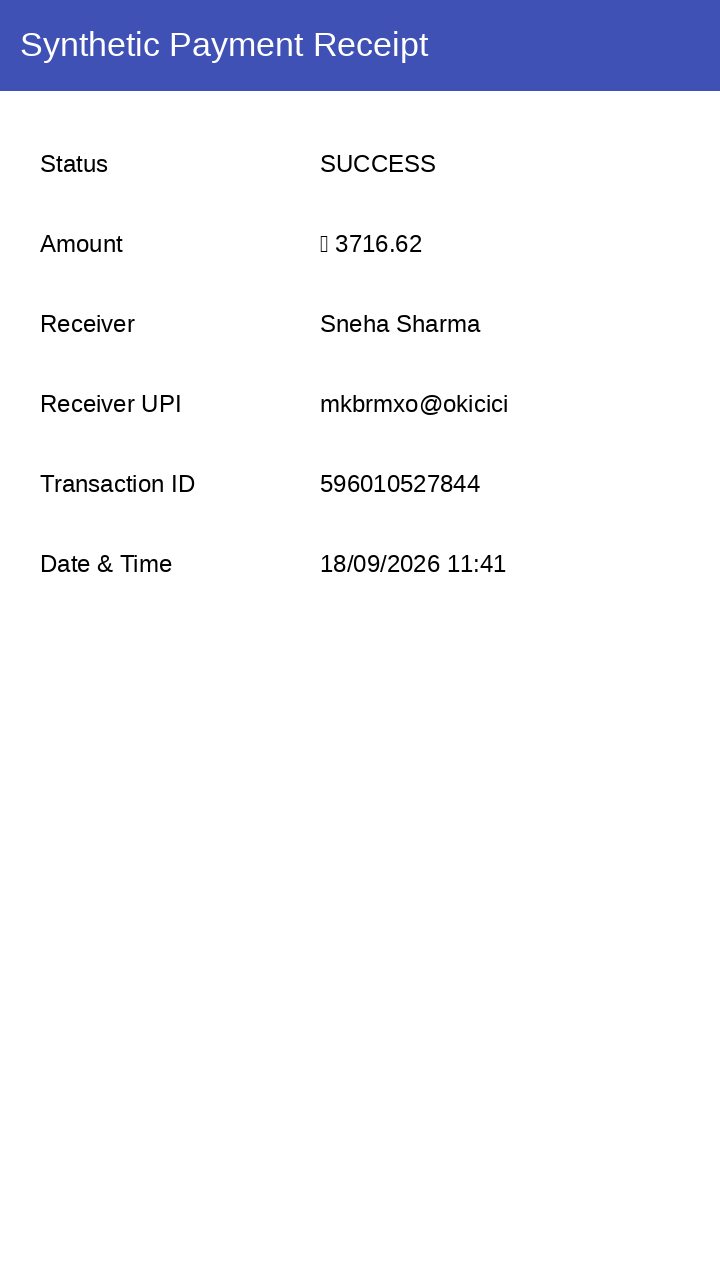 Synthetic Payment Receipt
Status SUCCESS
Amount 3716.62
Receiver Sneha Sharma
Receiver UPI mkbrmxo@okicici
Transaction ID 596010527844
Date & Time 18/09/2026 11:41